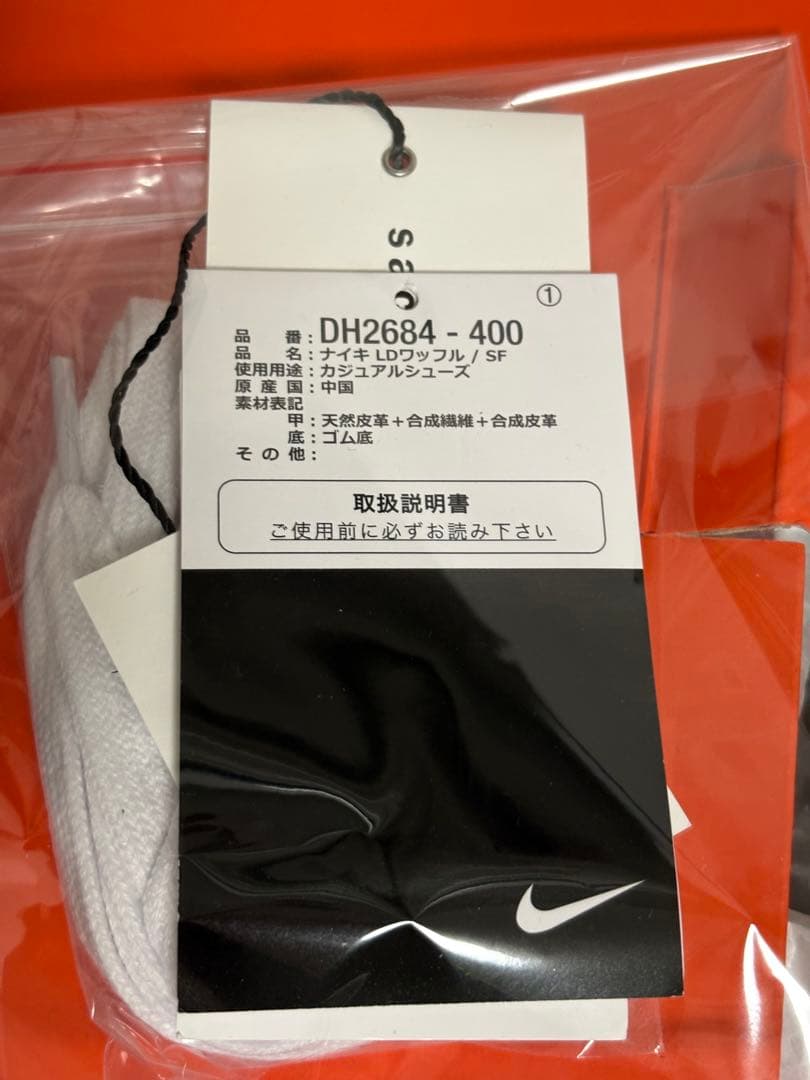 sa
①
品番：DH2684 - 400
品名：ナイキ LDワッフル / SF
使用用途：カジュアルシューズ
原産国：中国
素材表記
甲：天然皮革＋合成繊維＋合成皮革
底：ゴム底
その他：
取扱説明書
ご使用前に必ずお読み下さい